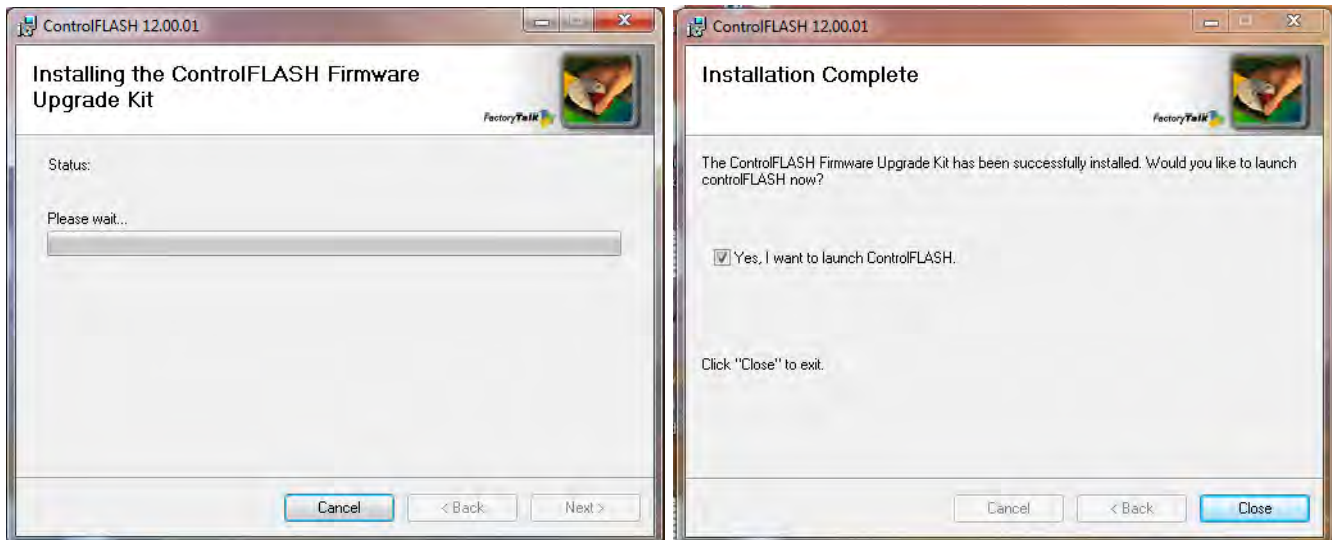 ControlFLASH 12.00.01
Installing the ControlFLASH Firmware
Upgrade Kit
FactoryTalk
Status:
Please wait...
Cancel
< Back
Next >
ControlFLASH 12.00.01
Installation Complete
FactoryTalk
The ControlFLASH Firmware Upgrade Kit has been successfully installed. Would you like to launch
controlFLASH now?
Yes, I want to launch ControlFLASH.
Click "Close" to exit.
Cancel
< Back
Close